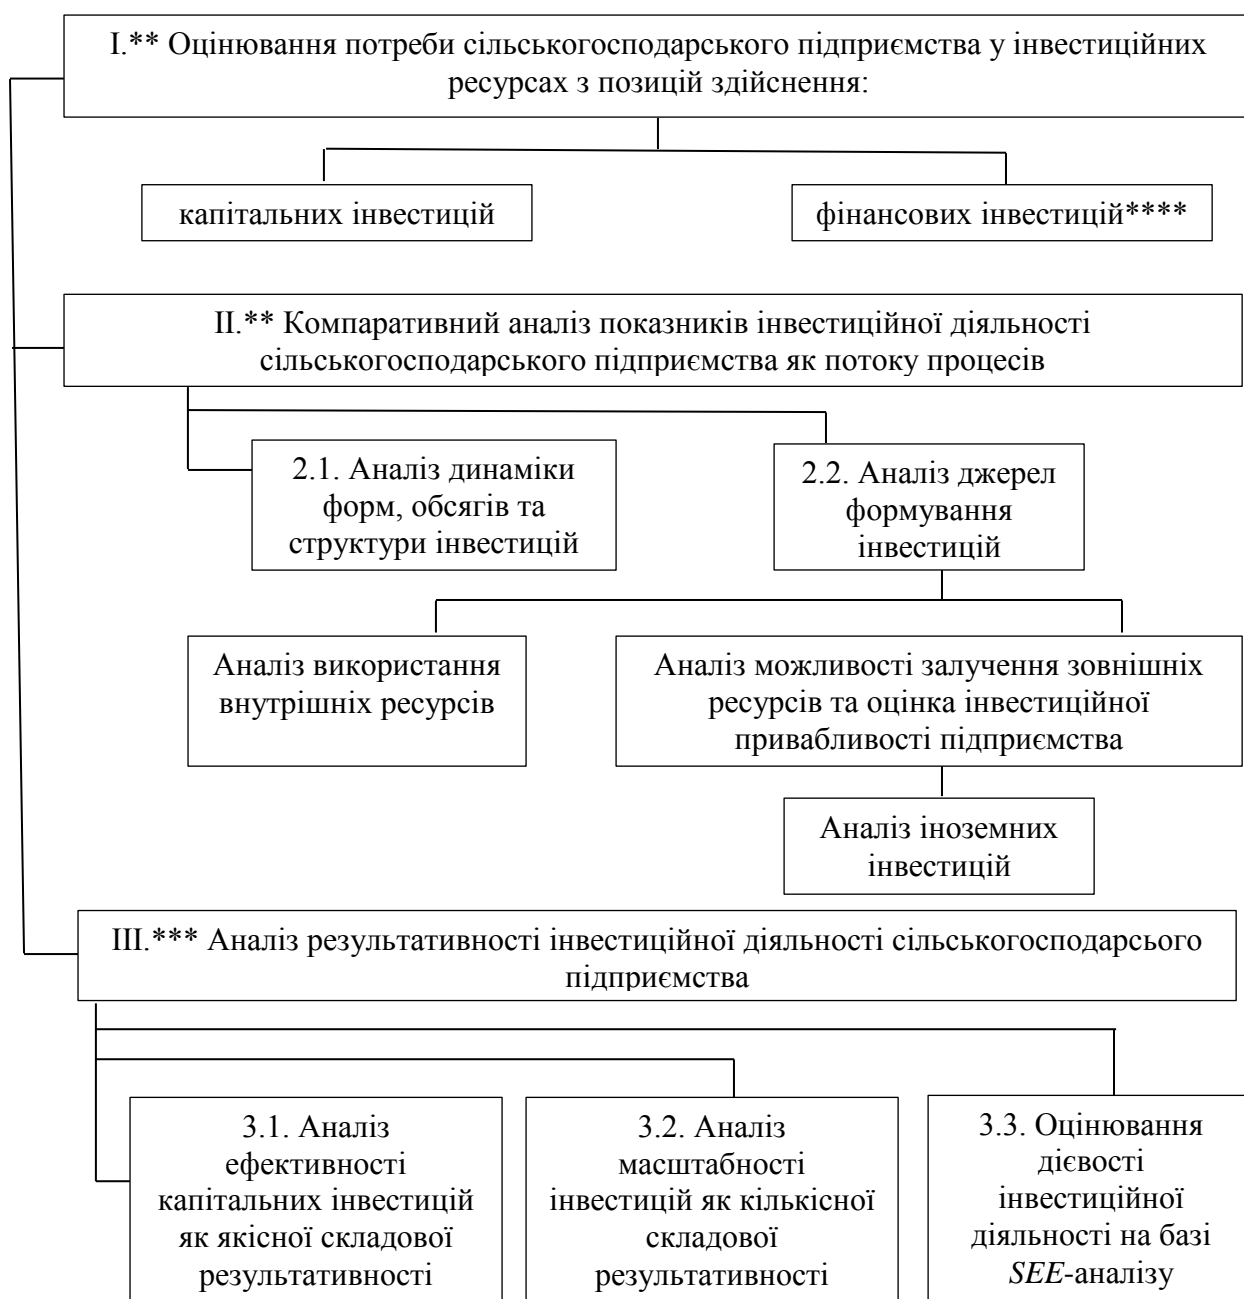 І.** Оцінювання потреби сільськогосподарського підприємства у інвестиційних
ресурсах з позицій здійснення:
капітальних інвестицій
фінансових інвестицій****
ІІ.** Компаративний аналіз показників інвестиційної діяльності
сільськогосподарського підприємства як потоку процесів
2.1. Аналіз динаміки
форм, обсягів та
структури інвестицій
2.2. Аналіз джерел
формування
інвестицій
Аналіз використання
внутрішніх ресурсів
Аналіз можливості залучення зовнішніх
ресурсів та оцінка інвестиційної
привабливості підприємства
Аналіз іноземних
інвестицій
ІІІ.*** Аналіз результативності інвестиційної діяльності сільськогосподарсього
підприємства
3.1. Аналіз
ефективності
капітальних інвестицій
як якісної складової
результативності
3.2. Аналіз
масштабності
інвестицій як кількісної
складової
результативності
3.3. Оцінювання
дієвості
інвестиційної
діяльності на базі
SEE-аналізу